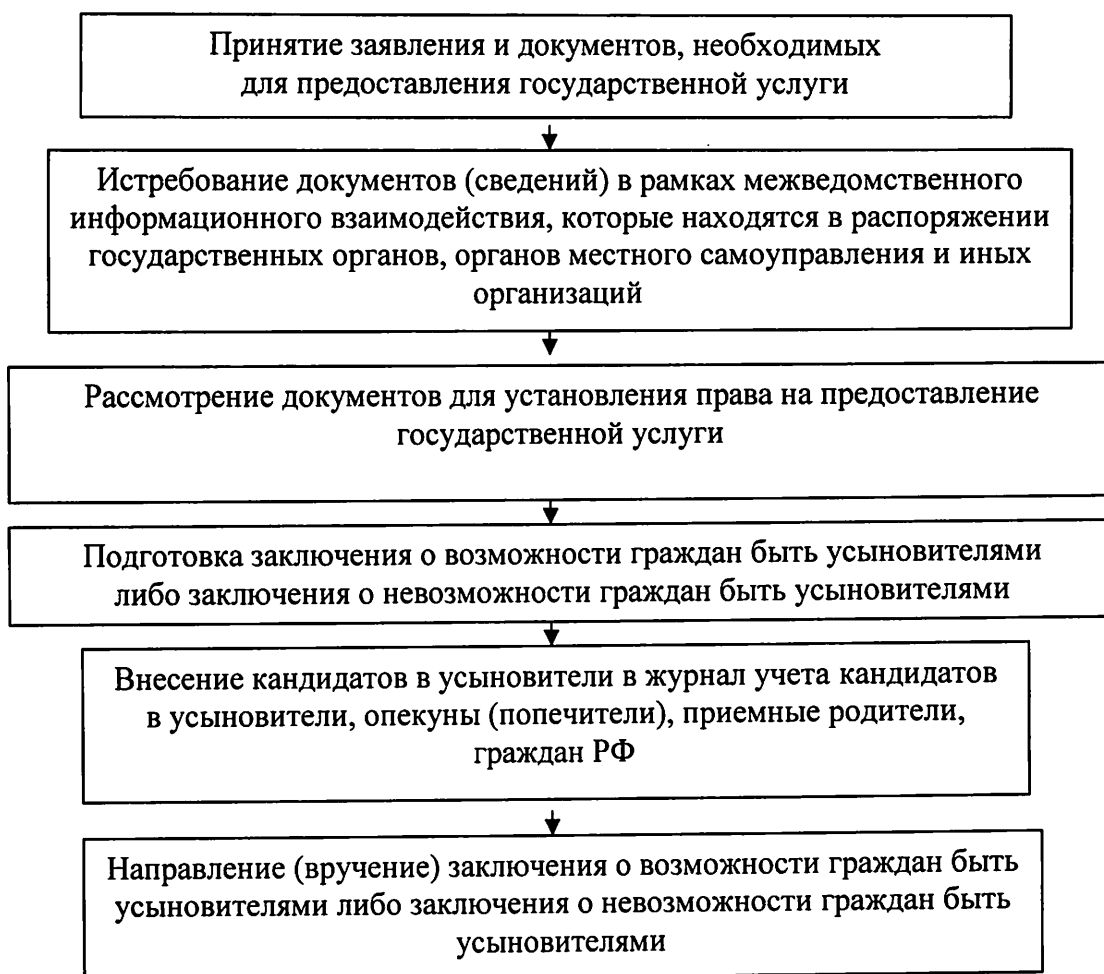 Принятие заявления и документов, необходимых
для предоставления государственной услуги
Истребование документов (сведений) в рамках межведомственного
информационного взаимодействия, которые находятся в распоряжении
государственных органов, органов местного самоуправления и иных
организаций
Рассмотрение документов для установления права на предоставление
государственной услуги
Подготовка заключения о возможности граждан быть усыновителями
либо заключения о невозможности граждан быть усыновителями
Внесение кандидатов в усыновители в журнал учета кандидатов
в усыновители, опекуны (попечители), приемные родители,
граждан РФ
Направление (вручение) заключения о возможности граждан быть
усыновителями либо заключения о невозможности граждан быть
усыновителями